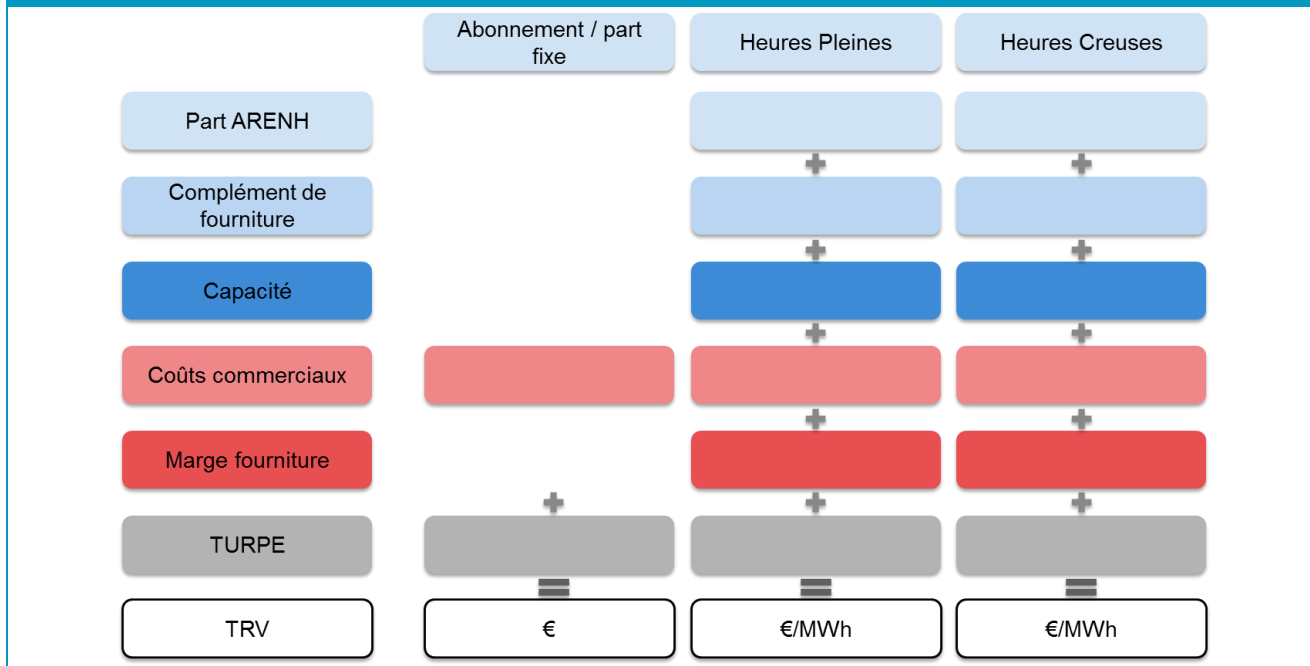 Abonnement / part
fixe
Heures Pleines
Heures Creuses
Part ARENH
Complément de
fourniture
Capacité
Coûts commerciaux
Marge fourniture
TURPE
TRV
€
€/MWh
€/MWh